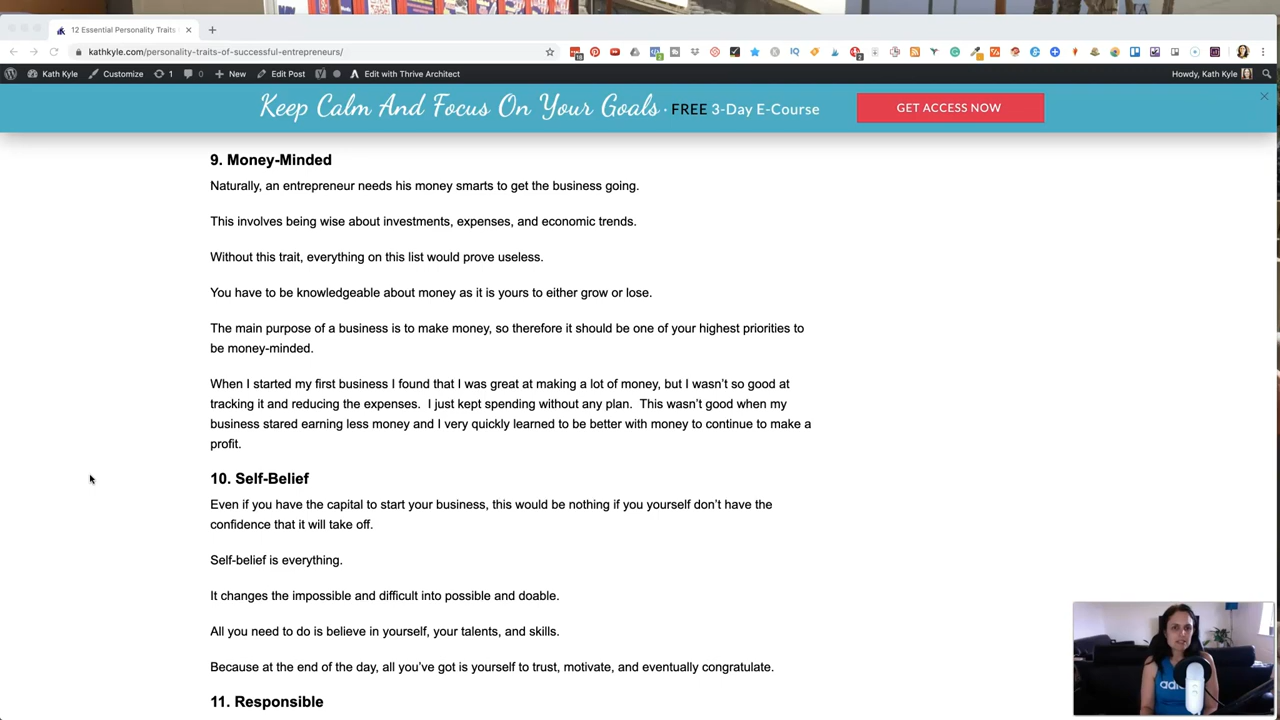 12 Essential Personality Traits
kathkyle.com/personality-traits-of-successful-entrepreneurs/
Kath Kyle Customize 1 0 New Edit Post Edit with Thrive Architect Howdy, Kath Kyle
Keep Calm And Focus On Your Goals · FREE 3-Day E-Course GET ACCESS NOW
9. Money-Minded
Naturally, an entrepreneur needs his money smarts to get the business going.
This involves being wise about investments, expenses, and economic trends.
Without this trait, everything on this list would prove useless.
You have to be knowledgeable about money as it is yours to either grow or lose.
The main purpose of a business is to make money, so therefore it should be one of your highest priorities to
be money-minded.
When I started my first business I found that I was great at making a lot of money, but I wasn't so good at
tracking it and reducing the expenses.  I just kept spending without any plan.  This wasn't good when my
business stared earning less money and I very quickly learned to be better with money to continue to make a
profit.
10. Self-Belief
Even if you have the capital to start your business, this would be nothing if you yourself don't have the
confidence that it will take off.
Self-belief is everything.
It changes the impossible and difficult into possible and doable.
All you need to do is believe in yourself, your talents, and skills.
Because at the end of the day, all you've got is yourself to trust, motivate, and eventually congratulate.
11. Responsible